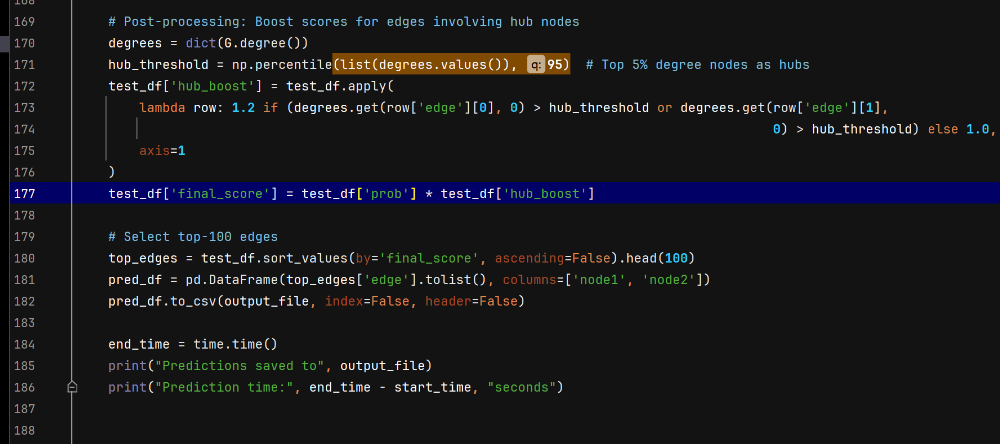 168
169 # Post-processing: Boost scores for edges involving hub nodes
170 degrees = dict(G.degree())
171 hub_threshold = np.percentile(list(degrees.values()), q: 95)  # Top 5% degree nodes as hubs
172 test_df['hub_boost'] = test_df.apply(
173     lambda row: 1.2 if (degrees.get(row['edge'][0], 0) > hub_threshold or degrees.get(row['edge'][1],
174 0) > hub_threshold) else 1.0,
175     axis=1
176 )
177 test_df['final_score'] = test_df['prob'] * test_df['hub_boost']
178
179 # Select top-100 edges
180 top_edges = test_df.sort_values(by='final_score', ascending=False).head(100)
181 pred_df = pd.DataFrame(top_edges['edge'].tolist(), columns=['node1', 'node2'])
182 pred_df.to_csv(output_file, index=False, header=False)
183
184 end_time = time.time()
185 print("Predictions saved to", output_file)
186 print("Prediction time:", end_time - start_time, "seconds")
187
188